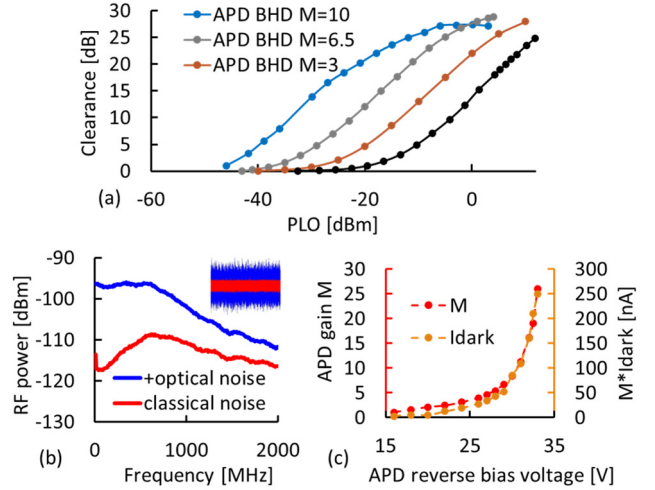 Clearance [dB]
30
25
20
15
10
5
0
APD BHD M=10
APD BHD M=6.5
APD BHD M=3
-60 -40 -20 0
(a) PLO [dBm]
RF power [dBm]
-90
-100
-110
-120
-130
+optical noise
classical noise
0 1000 2000
(b) Frequency [MHz]
APD gain M
30
25
20
15
10
5
0
M
Idark
300
250
200
150
100
50
0
M*Idark [nA]
15 25 35
(c) APD reverse bias voltage [V]